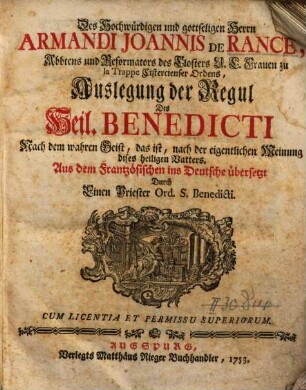 Des Hochwürdigen und gottseligen Herrn
ARMANDI JOANNIS DE RANCE,
Abbtens und Reformators des Closters U. L. Frauen zu
la Trappe Cistercienser Ordens,
Auslegung der Regul
Des
Heil. BENEDICTI
Nach dem wahren Geist, das ist, nach der eigentlichen Meinung
dises heiligen Vatters.
Aus dem Frantzösischen ins Deutsche übersetzt
Durch
Einen Priester Ord. S. Benedicti.
CUM LICENTIA ET PERMISSU SUPERIORUM.
AUGSPURG,
Verlegts Matthäus Rieger Buchhandler, 1753.